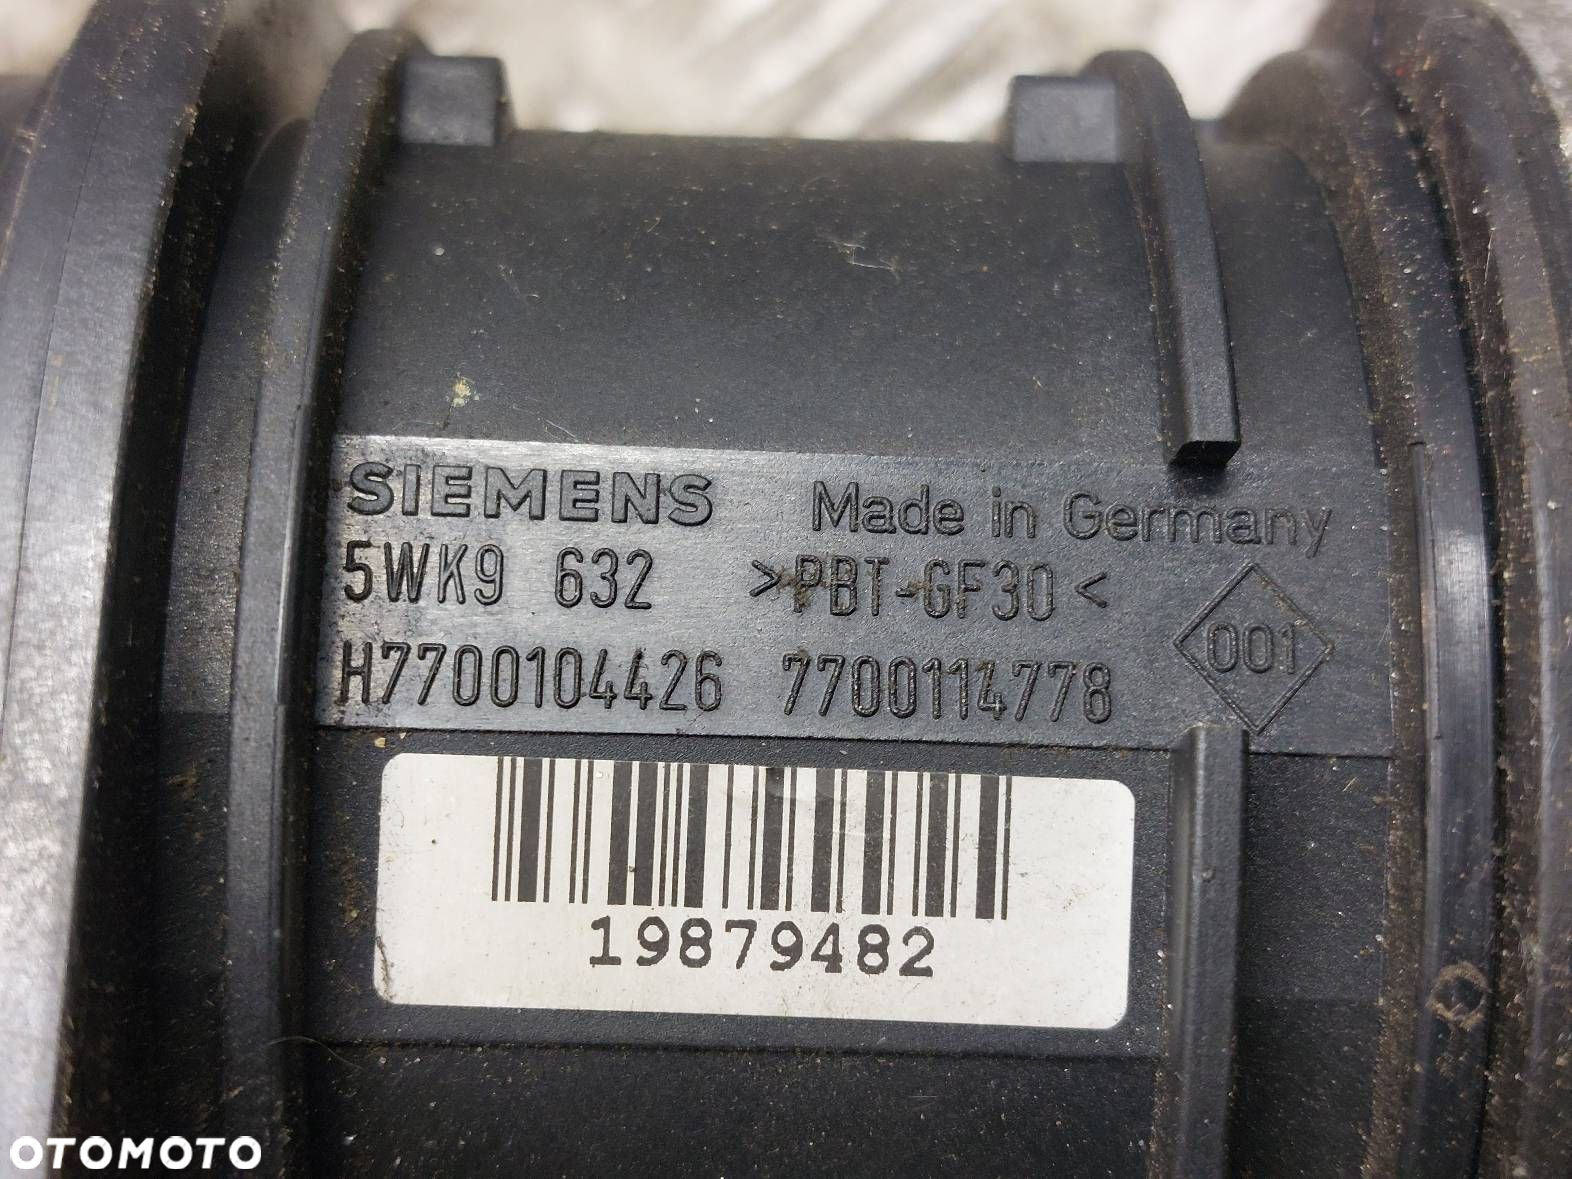 SIEMENS Made in Germany
5WK9 632 >PBT-GF30<
H7700104426 7700114778 001
19879482
OTOMOTO